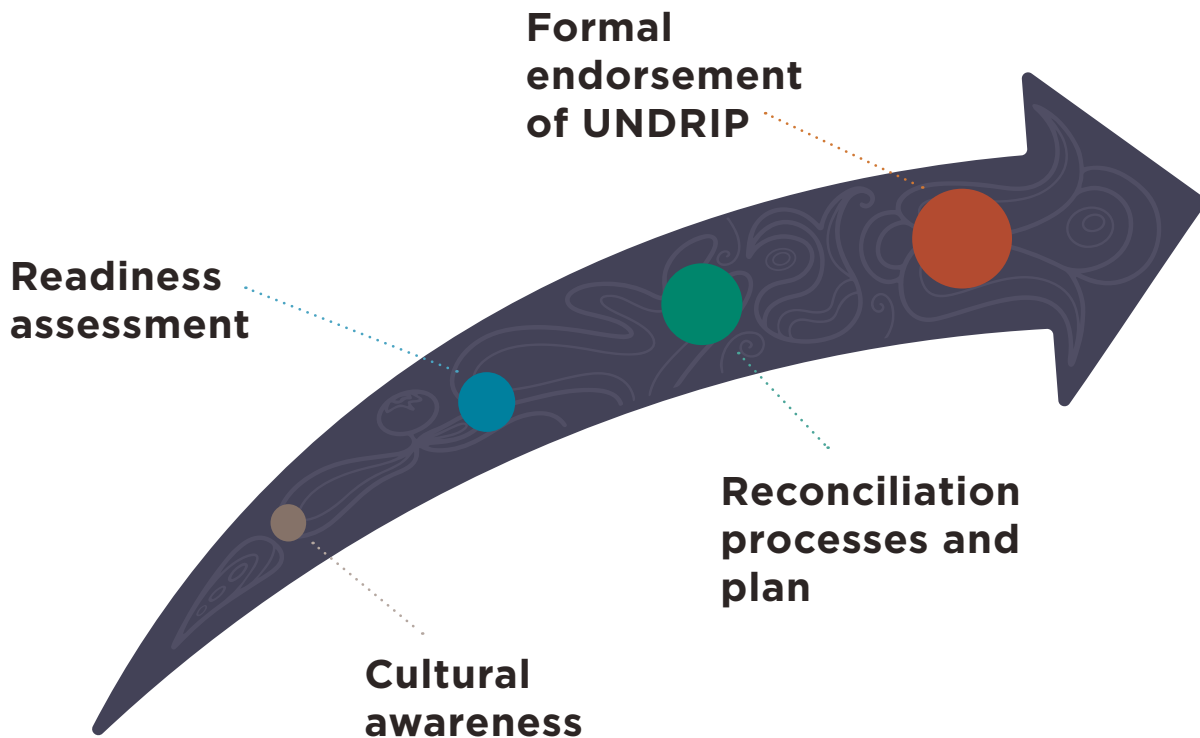 Formal
endorsement
of UNDRIP
Readiness
assessment
Reconciliation
processes and
plan
Cultural
awareness